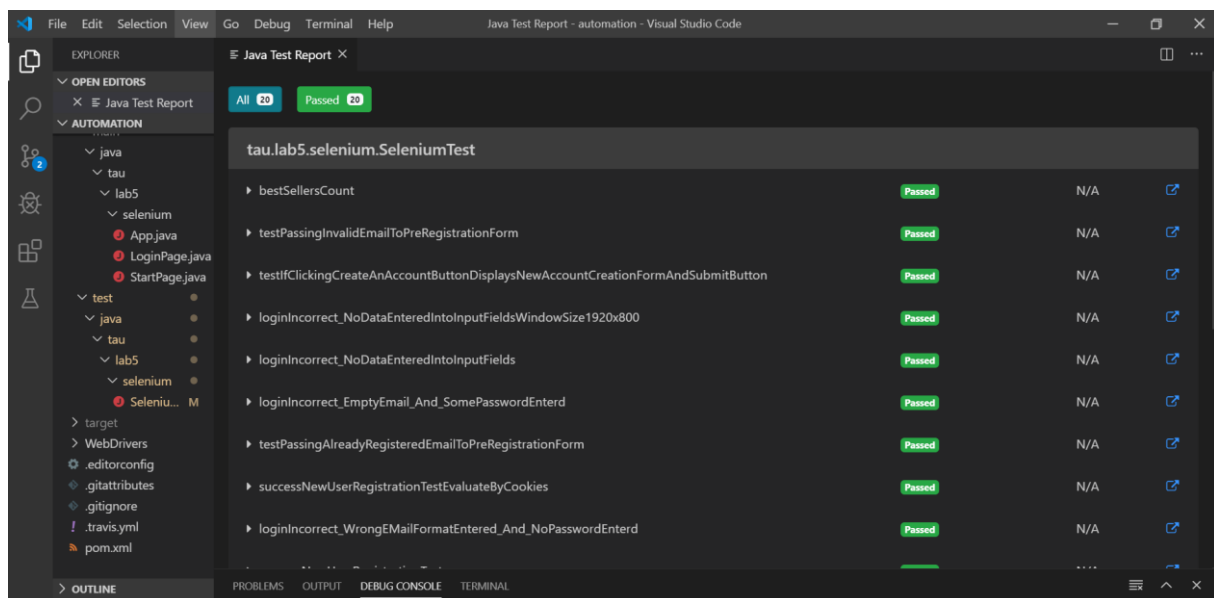 File Edit Selection View Go Debug Terminal Help Java Test Report - automation - Visual Studio Code
EXPLORER
OPEN EDITORS
Java Test Report
AUTOMATION
java
tau
lab5
selenium
App.java
LoginPage.java
StartPage.java
test
java
tau
lab5
selenium
Seleniu... M
target
WebDrivers
.editorconfig
.gitattributes
.gitignore
! .travis.yml
pom.xml
OUTLINE
2
Java Test Report
All 20 Passed 20
tau.lab5.selenium.SeleniumTest
bestSellersCount Passed N/A
testPassingInvalidEmailToPreRegistrationForm Passed N/A
testIfClickingCreateAnAccountButtonDisplaysNewAccountCreationFormAndSubmitButton Passed N/A
loginIncorrect_NoDataEnteredIntoInputFieldsWindowSize1920x800 Passed N/A
loginIncorrect_NoDataEnteredIntoInputFields Passed N/A
loginIncorrect_EmptyEmail_And_SomePasswordEnterd Passed N/A
testPassingAlreadyRegisteredEmailToPreRegistrationForm Passed N/A
successNewUserRegistrationTestEvaluateByCookies Passed N/A
loginIncorrect_WrongEMailFormatEntered_And_NoPasswordEnterd Passed N/A
PROBLEMS OUTPUT DEBUG CONSOLE TERMINAL